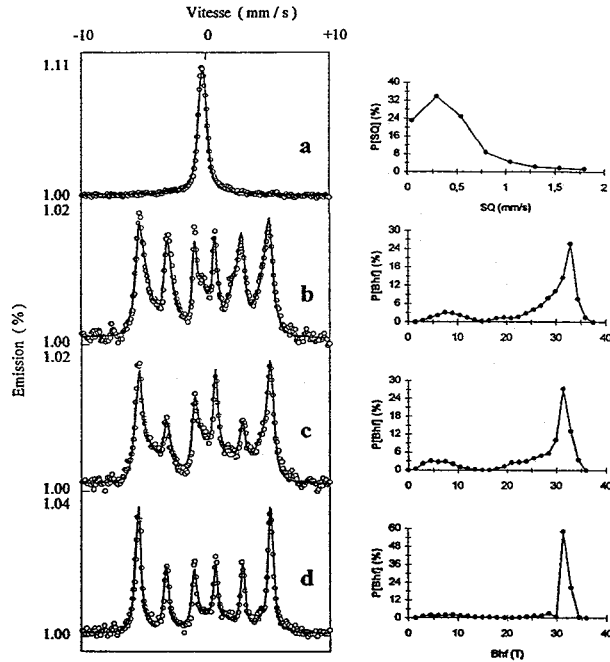 Vitesse ( mm / s )
-10 0 +10
1.11
a
1.00
1.02
b
1.00
1.02
c
1.00
1.04
d
1.00
Emission (%)
P[SQ] (%)
40
32
24
16
8
0
0 0,5 1 1,5 2
SQ (mm/s)
P[Bhf] (%)
30
24
18
12
6
0
0 10 20 30 40
P[Bhf] (%)
30
24
18
12
6
0
0 10 20 30 40
P[Bhf] (%)
60
48
36
24
12
0
0 10 20 30 40
Bhf (T)